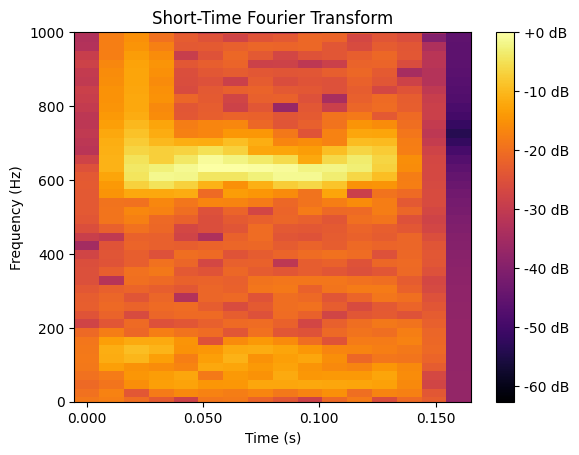 Short-Time Fourier Transform
1000
800
600
400
200
0
Frequency (Hz)
0.000
0.050
0.100
0.150
Time (s)
+0 dB
-10 dB
-20 dB
-30 dB
-40 dB
-50 dB
-60 dB